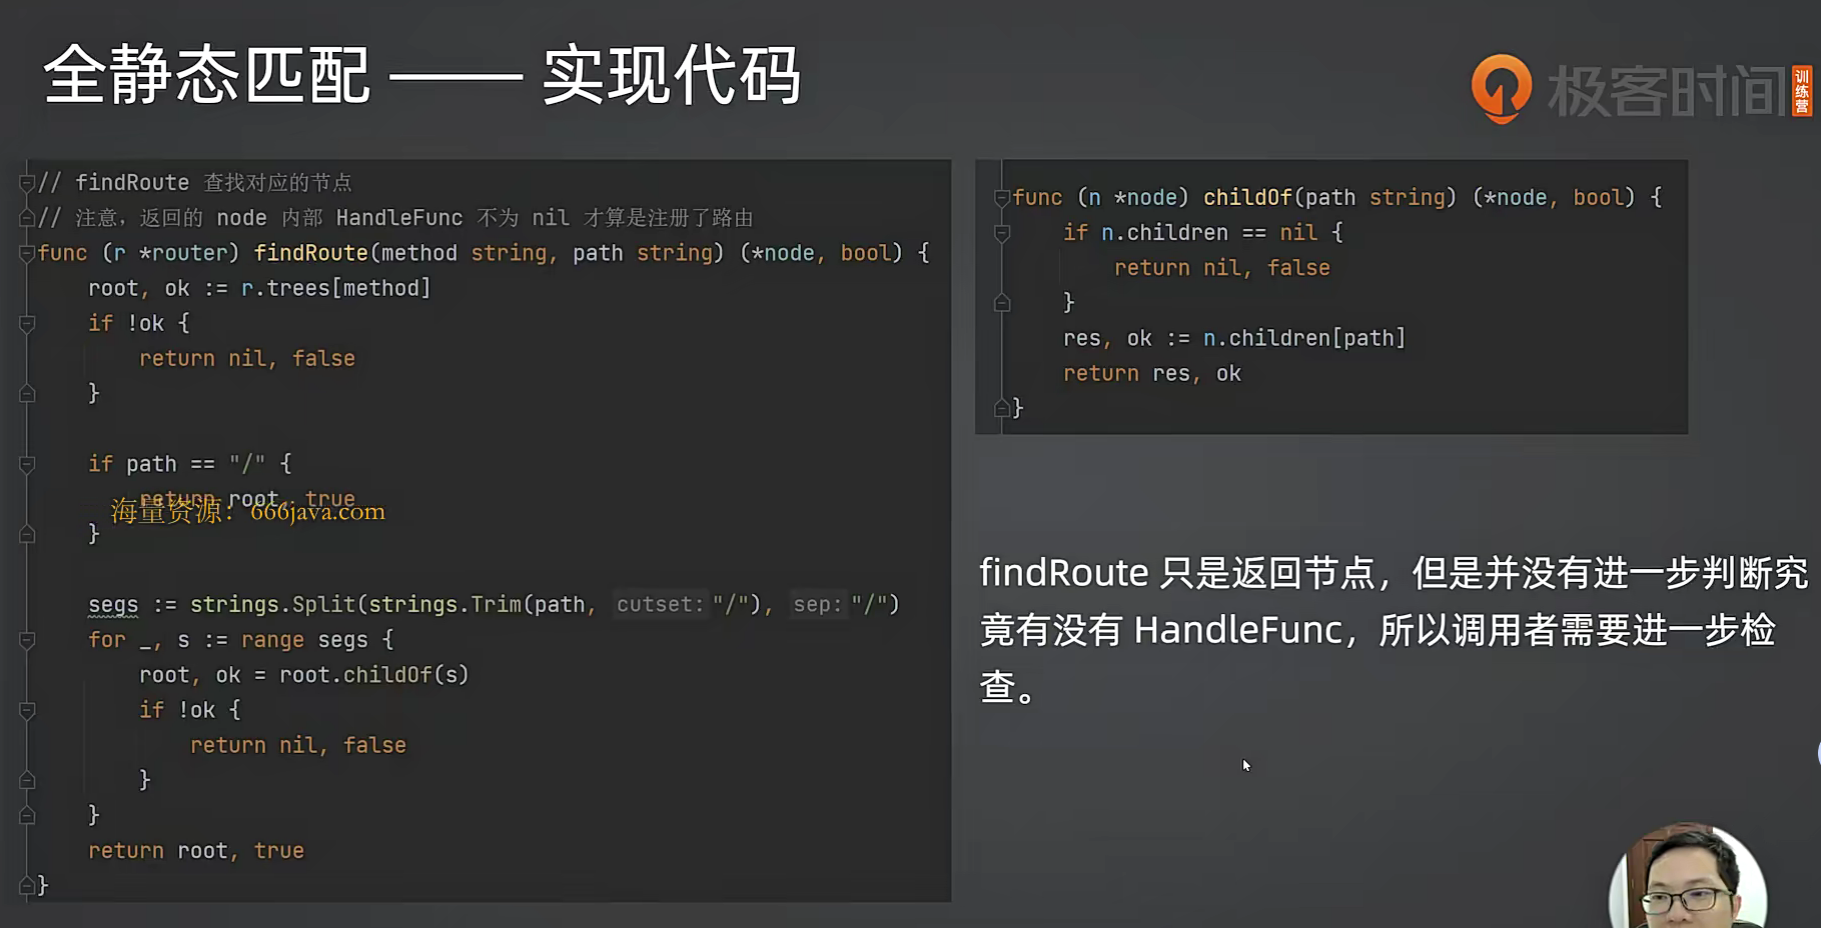 全静态匹配 —— 实现代码
极客时间
训练营
// findRoute 查找对应的节点
// 注意，返回的 node 内部 HandleFunc 不为 nil 才算是注册了路由
func (r *router) findRoute(method string, path string) (*node, bool) {
root, ok := r.trees[method]
if !ok {
return nil, false
}
if path == "/" {
return root, true
海量资源：666java.com
}
segs := strings.Split(strings.Trim(path, cutset: "/"), sep: "/")
for _, s := range segs {
root, ok = root.childOf(s)
if !ok {
return nil, false
}
}
return root, true
}
func (n *node) childOf(path string) (*node, bool) {
if n.children == nil {
return nil, false
}
res, ok := n.children[path]
return res, ok
}
findRoute 只是返回节点，但是并没有进一步判断究
竟有没有 HandleFunc，所以调用者需要进一步检
查。